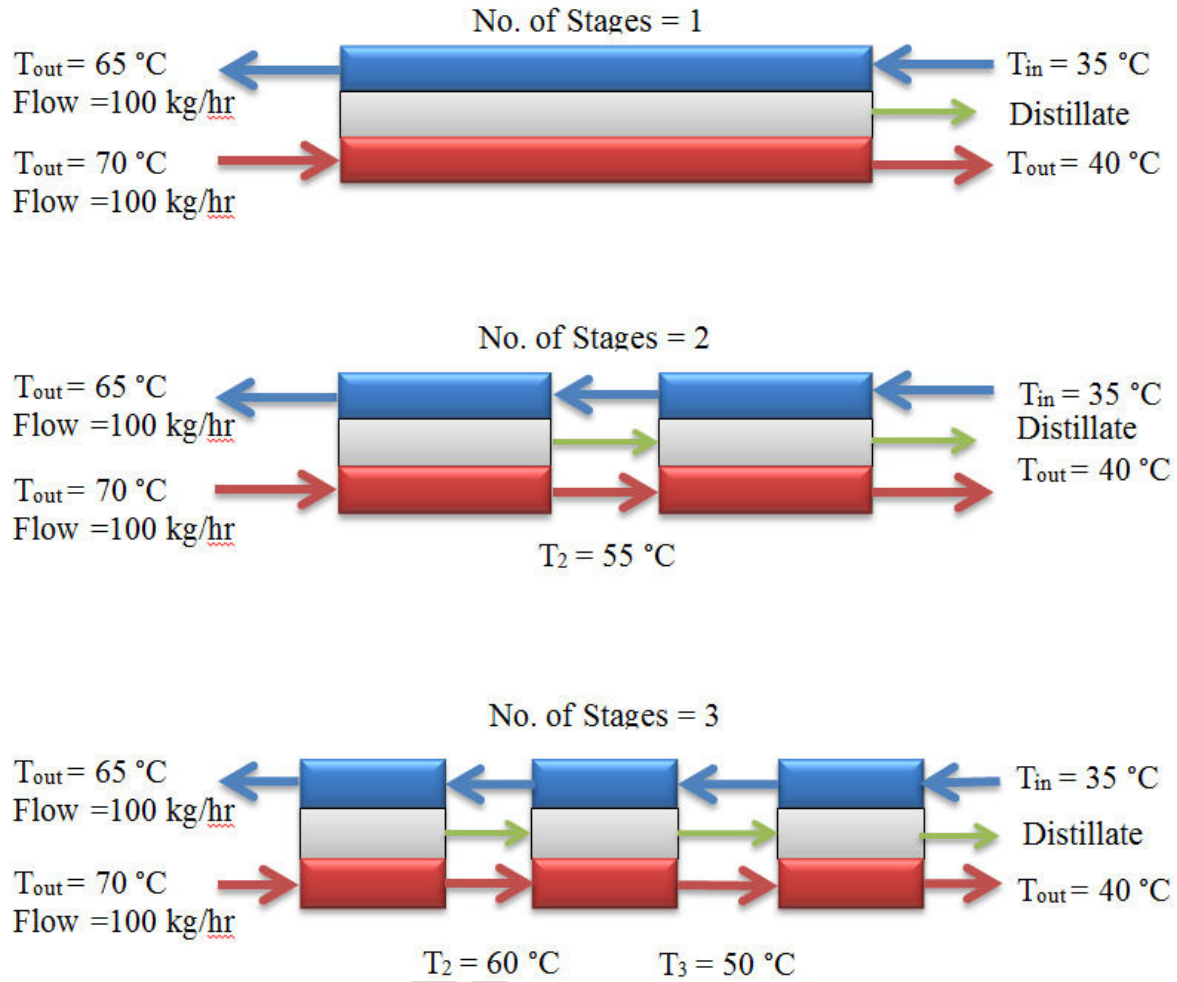 No. of Stages = 1
Tout = 65 °C
Flow =100 kg/hr
Tin = 35 °C
Distillate
Tout = 70 °C
Flow =100 kg/hr
Tout = 40 °C
No. of Stages = 2
Tout = 65 °C
Flow =100 kg/hr
Tin = 35 °C
Distillate
Tout = 70 °C
Flow =100 kg/hr
Tout = 40 °C
T2 = 55 °C
No. of Stages = 3
Tout = 65 °C
Flow =100 kg/hr
Tin = 35 °C
Distillate
Tout = 70 °C
Flow =100 kg/hr
Tout = 40 °C
T2 = 60 °C
T3 = 50 °C